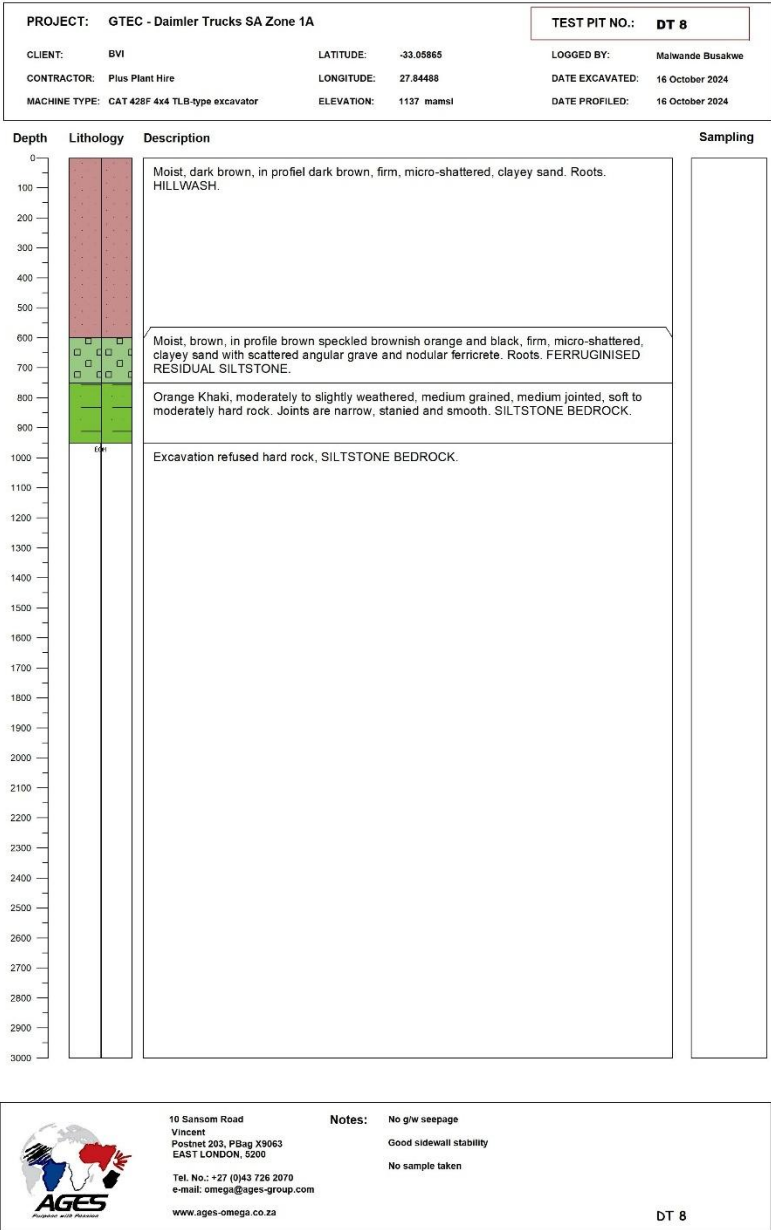 PROJECT: GTEC - Daimler Trucks SA Zone 1A
TEST PIT NO.: DT 8
CLIENT: BVI LATITUDE: -33.05865 LOGGED BY: Malwande Busakwe
CONTRACTOR: Plus Plant Hire LONGITUDE: 27.84488 DATE EXCAVATED: 16 October 2024
MACHINE TYPE: CAT 428F 4x4 TLB-type excavator ELEVATION: 1137 mamsl DATE PROFILED: 16 October 2024
Depth Lithology Description Sampling
0
Moist, dark brown, in profiel dark brown, firm, micro-shattered, clayey sand. Roots.
HILLWASH.
100
200
300
400
500
600
Moist, brown, in profile brown speckled brownish orange and black, firm, micro-shattered,
clayey sand with scattered angular grave and nodular ferricrete. Roots. FERRUGINISED
RESIDUAL SILTSTONE.
700
800
Orange Khaki, moderately to slightly weathered, medium grained, medium jointed, soft to
moderately hard rock. Joints are narrow, stanied and smooth. SILTSTONE BEDROCK.
900
EOH
1000
Excavation refused hard rock, SILTSTONE BEDROCK.
1100
1200
1300
1400
1500
1600
1700
1800
1900
2000
2100
2200
2300
2400
2500
2600
2700
2800
2900
3000
AGES
Purpose with Passion
10 Sansom Road
Vincent
Postnet 203, PBag X9063
EAST LONDON, 5200
Tel. No.: +27 (0)43 726 2070
e-mail: omega@ages-group.com
www.ages-omega.co.za
Notes: No g/w seepage
Good sidewall stability
No sample taken
DT 8